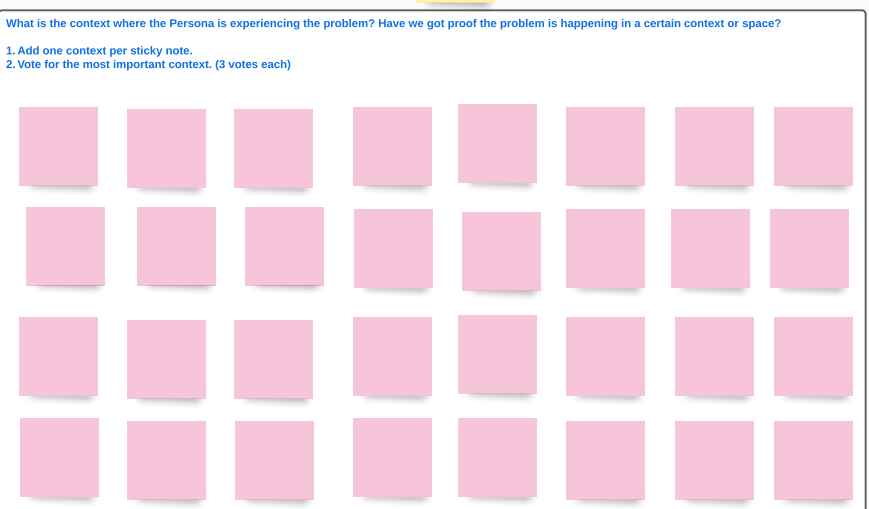 What is the context where the Persona is experiencing the problem? Have we got proof the problem is happening in a certain context or space?
1. Add one context per sticky note.
2. Vote for the most important context. (3 votes each)